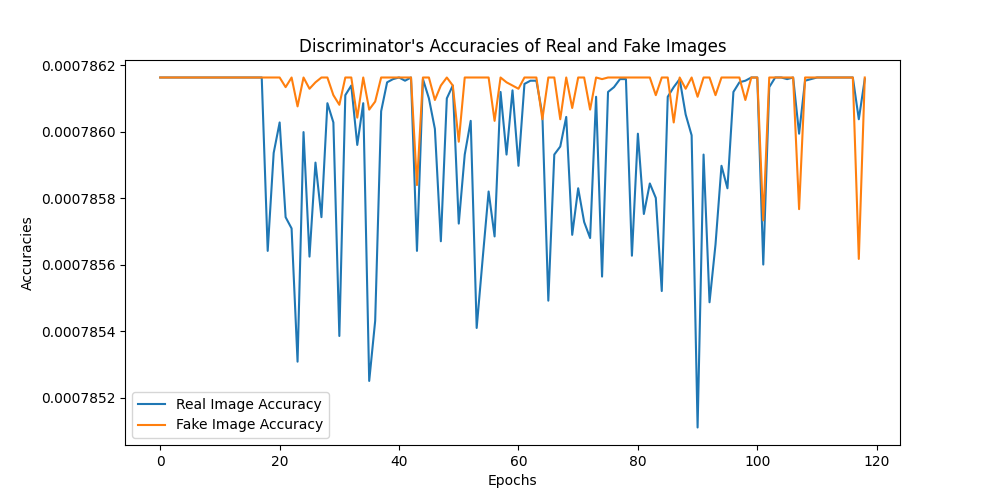 Discriminator's Accuracies of Real and Fake Images
0.0007862
0.0007860
0.0007858
0.0007856
0.0007854
0.0007852
Accuracies
Real Image Accuracy
Fake Image Accuracy
0 20 40 60 80 100 120
Epochs